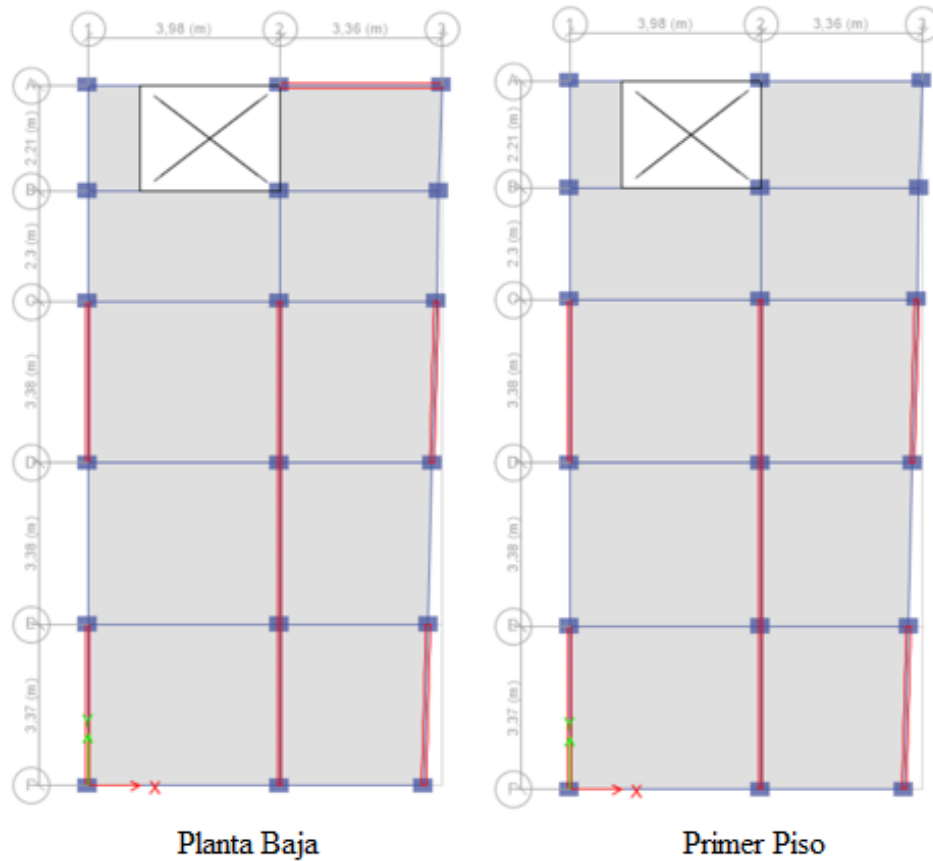 1 2 3 1 2 3
3,98 (m) 3,36 (m) 3,98 (m) 3,36 (m)
A A
2,21 (m) 2,21 (m)
B B
2,3 (m) 2,3 (m)
C C
3,38 (m) 3,38 (m)
D D
3,38 (m) 3,38 (m)
E E
3,37 (m) 3,37 (m)
Y Y
F X F X
Planta Baja Primer Piso